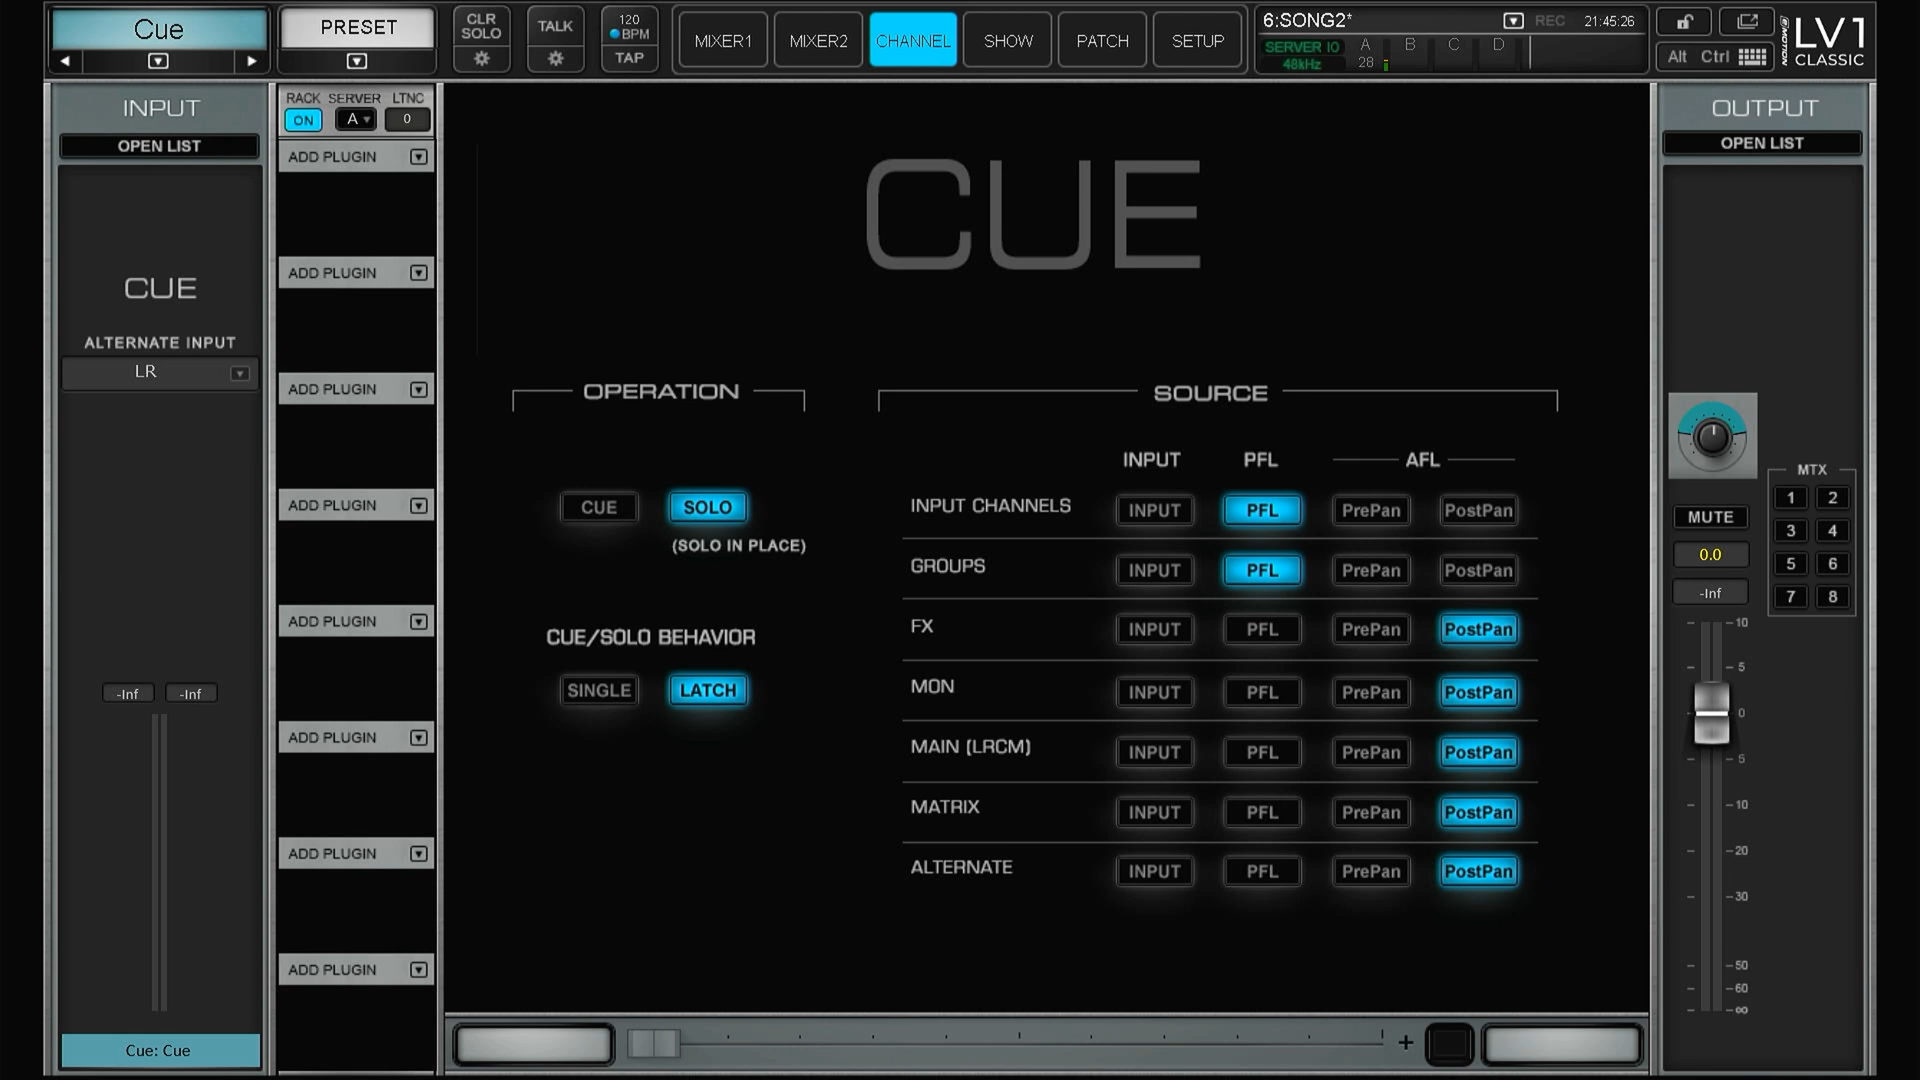 Cue
PRESET
CLR
SOLO
TALK
120
BPM
TAP
MIXER1
MIXER2
CHANNEL
SHOW
PATCH
SETUP
6:SONG2*
REC
21:45:26
SERVER IO
48kHz
A B C D
28
Alt Ctrl
eMOTION
LV1
CLASSIC
INPUT
OPEN LIST
CUE
ALTERNATE INPUT
LR
-Inf -Inf
Cue: Cue
RACK SERVER LTNC
ON A 0
ADD PLUGIN
ADD PLUGIN
ADD PLUGIN
ADD PLUGIN
ADD PLUGIN
ADD PLUGIN
ADD PLUGIN
ADD PLUGIN
CUE
OPERATION
CUE SOLO
(SOLO IN PLACE)
CUE/SOLO BEHAVIOR
SINGLE LATCH
SOURCE
INPUT PFL AFL
INPUT CHANNELS INPUT PFL PrePan PostPan
GROUPS INPUT PFL PrePan PostPan
FX INPUT PFL PrePan PostPan
MON INPUT PFL PrePan PostPan
MAIN (LRCM) INPUT PFL PrePan PostPan
MATRIX INPUT PFL PrePan PostPan
ALTERNATE INPUT PFL PrePan PostPan
+
OUTPUT
OPEN LIST
MTX
1 2
3 4
5 6
7 8
MUTE
0.0
-Inf
10
5
0
5
10
20
30
50
60
∞